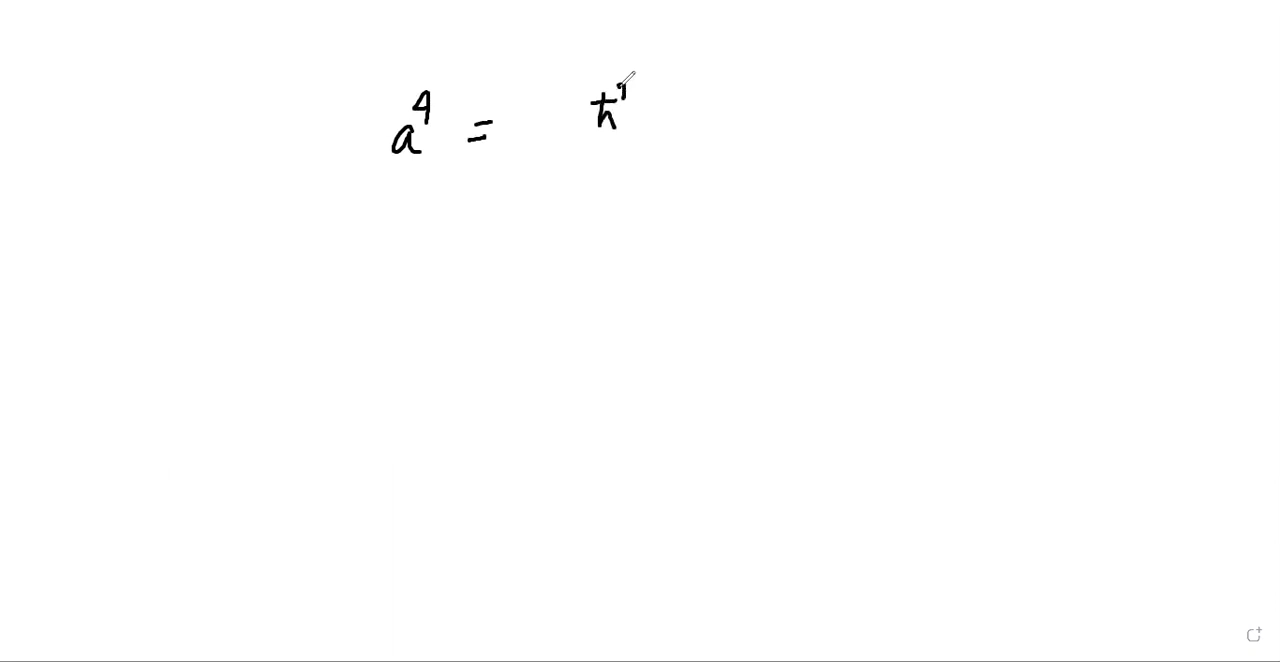 a⁴ = ħ